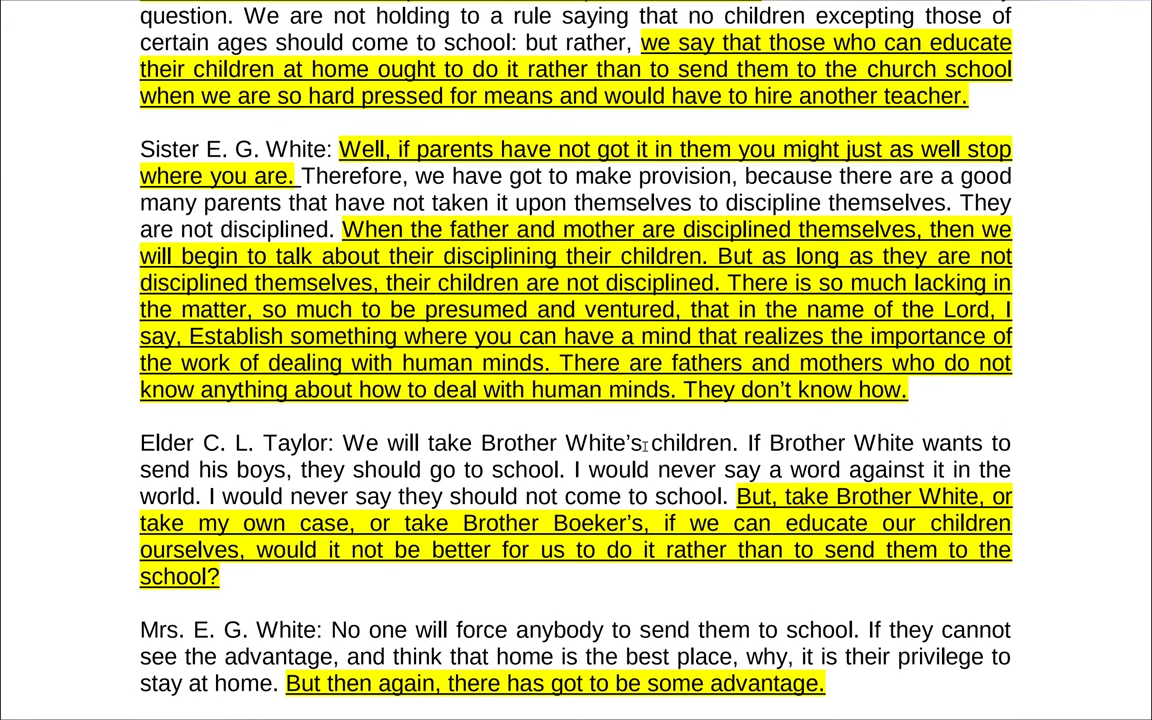 question. We are not holding to a rule saying that no children excepting those of
certain ages should come to school: but rather, we say that those who can educate
their children at home ought to do it rather than to send them to the church school
when we are so hard pressed for means and would have to hire another teacher.
Sister E. G. White: Well, if parents have not got it in them you might just as well stop
where you are. Therefore, we have got to make provision, because there are a good
many parents that have not taken it upon themselves to discipline themselves. They
are not disciplined. When the father and mother are disciplined themselves, then we
will begin to talk about their disciplining their children. But as long as they are not
disciplined themselves, their children are not disciplined. There is so much lacking in
the matter, so much to be presumed and ventured, that in the name of the Lord, I
say, Establish something where you can have a mind that realizes the importance of
the work of dealing with human minds. There are fathers and mothers who do not
know anything about how to deal with human minds. They don’t know how.
Elder C. L. Taylor: We will take Brother White’s children. If Brother White wants to
send his boys, they should go to school. I would never say a word against it in the
world. I would never say they should not come to school. But, take Brother White, or
take my own case, or take Brother Boeker’s, if we can educate our children
ourselves, would it not be better for us to do it rather than to send them to the
school?
Mrs. E. G. White: No one will force anybody to send them to school. If they cannot
see the advantage, and think that home is the best place, why, it is their privilege to
stay at home. But then again, there has got to be some advantage.